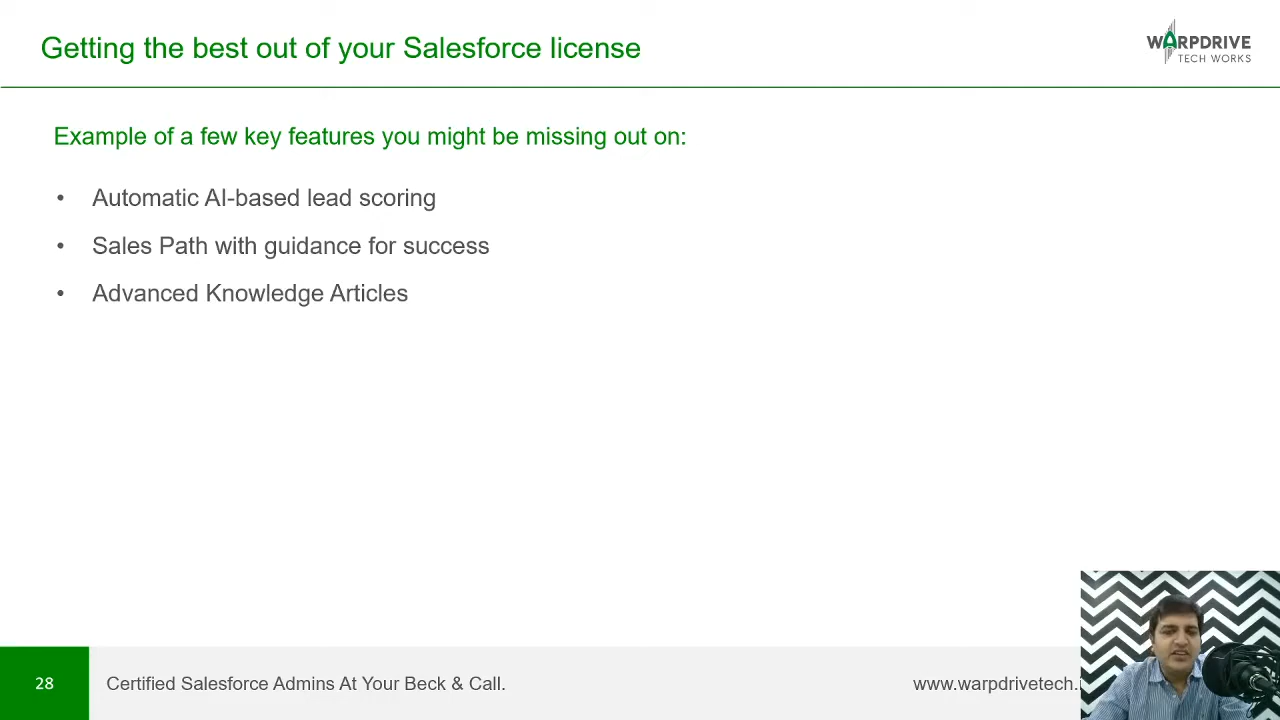 Getting the best out of your Salesforce license
WARPDRIVE
TECH WORKS
Example of a few key features you might be missing out on:
• Automatic AI-based lead scoring
• Sales Path with guidance for success
• Advanced Knowledge Articles
28
Certified Salesforce Admins At Your Beck & Call.
www.warpdrivetech.